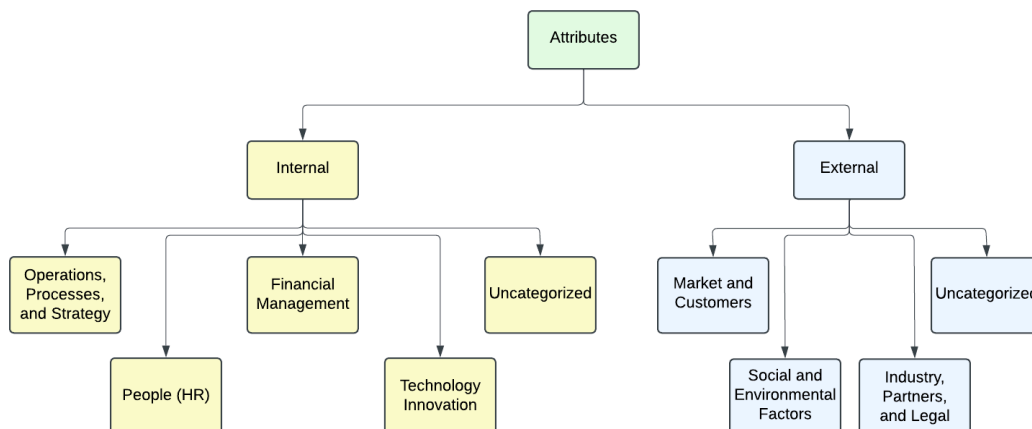 Attributes
Internal
External
Operations,
Processes,
and Strategy
Financial
Management
Uncategorized
Market and
Customers
Uncategorized
People (HR)
Technology
Innovation
Social and
Environmental
Factors
Industry,
Partners,
and Legal